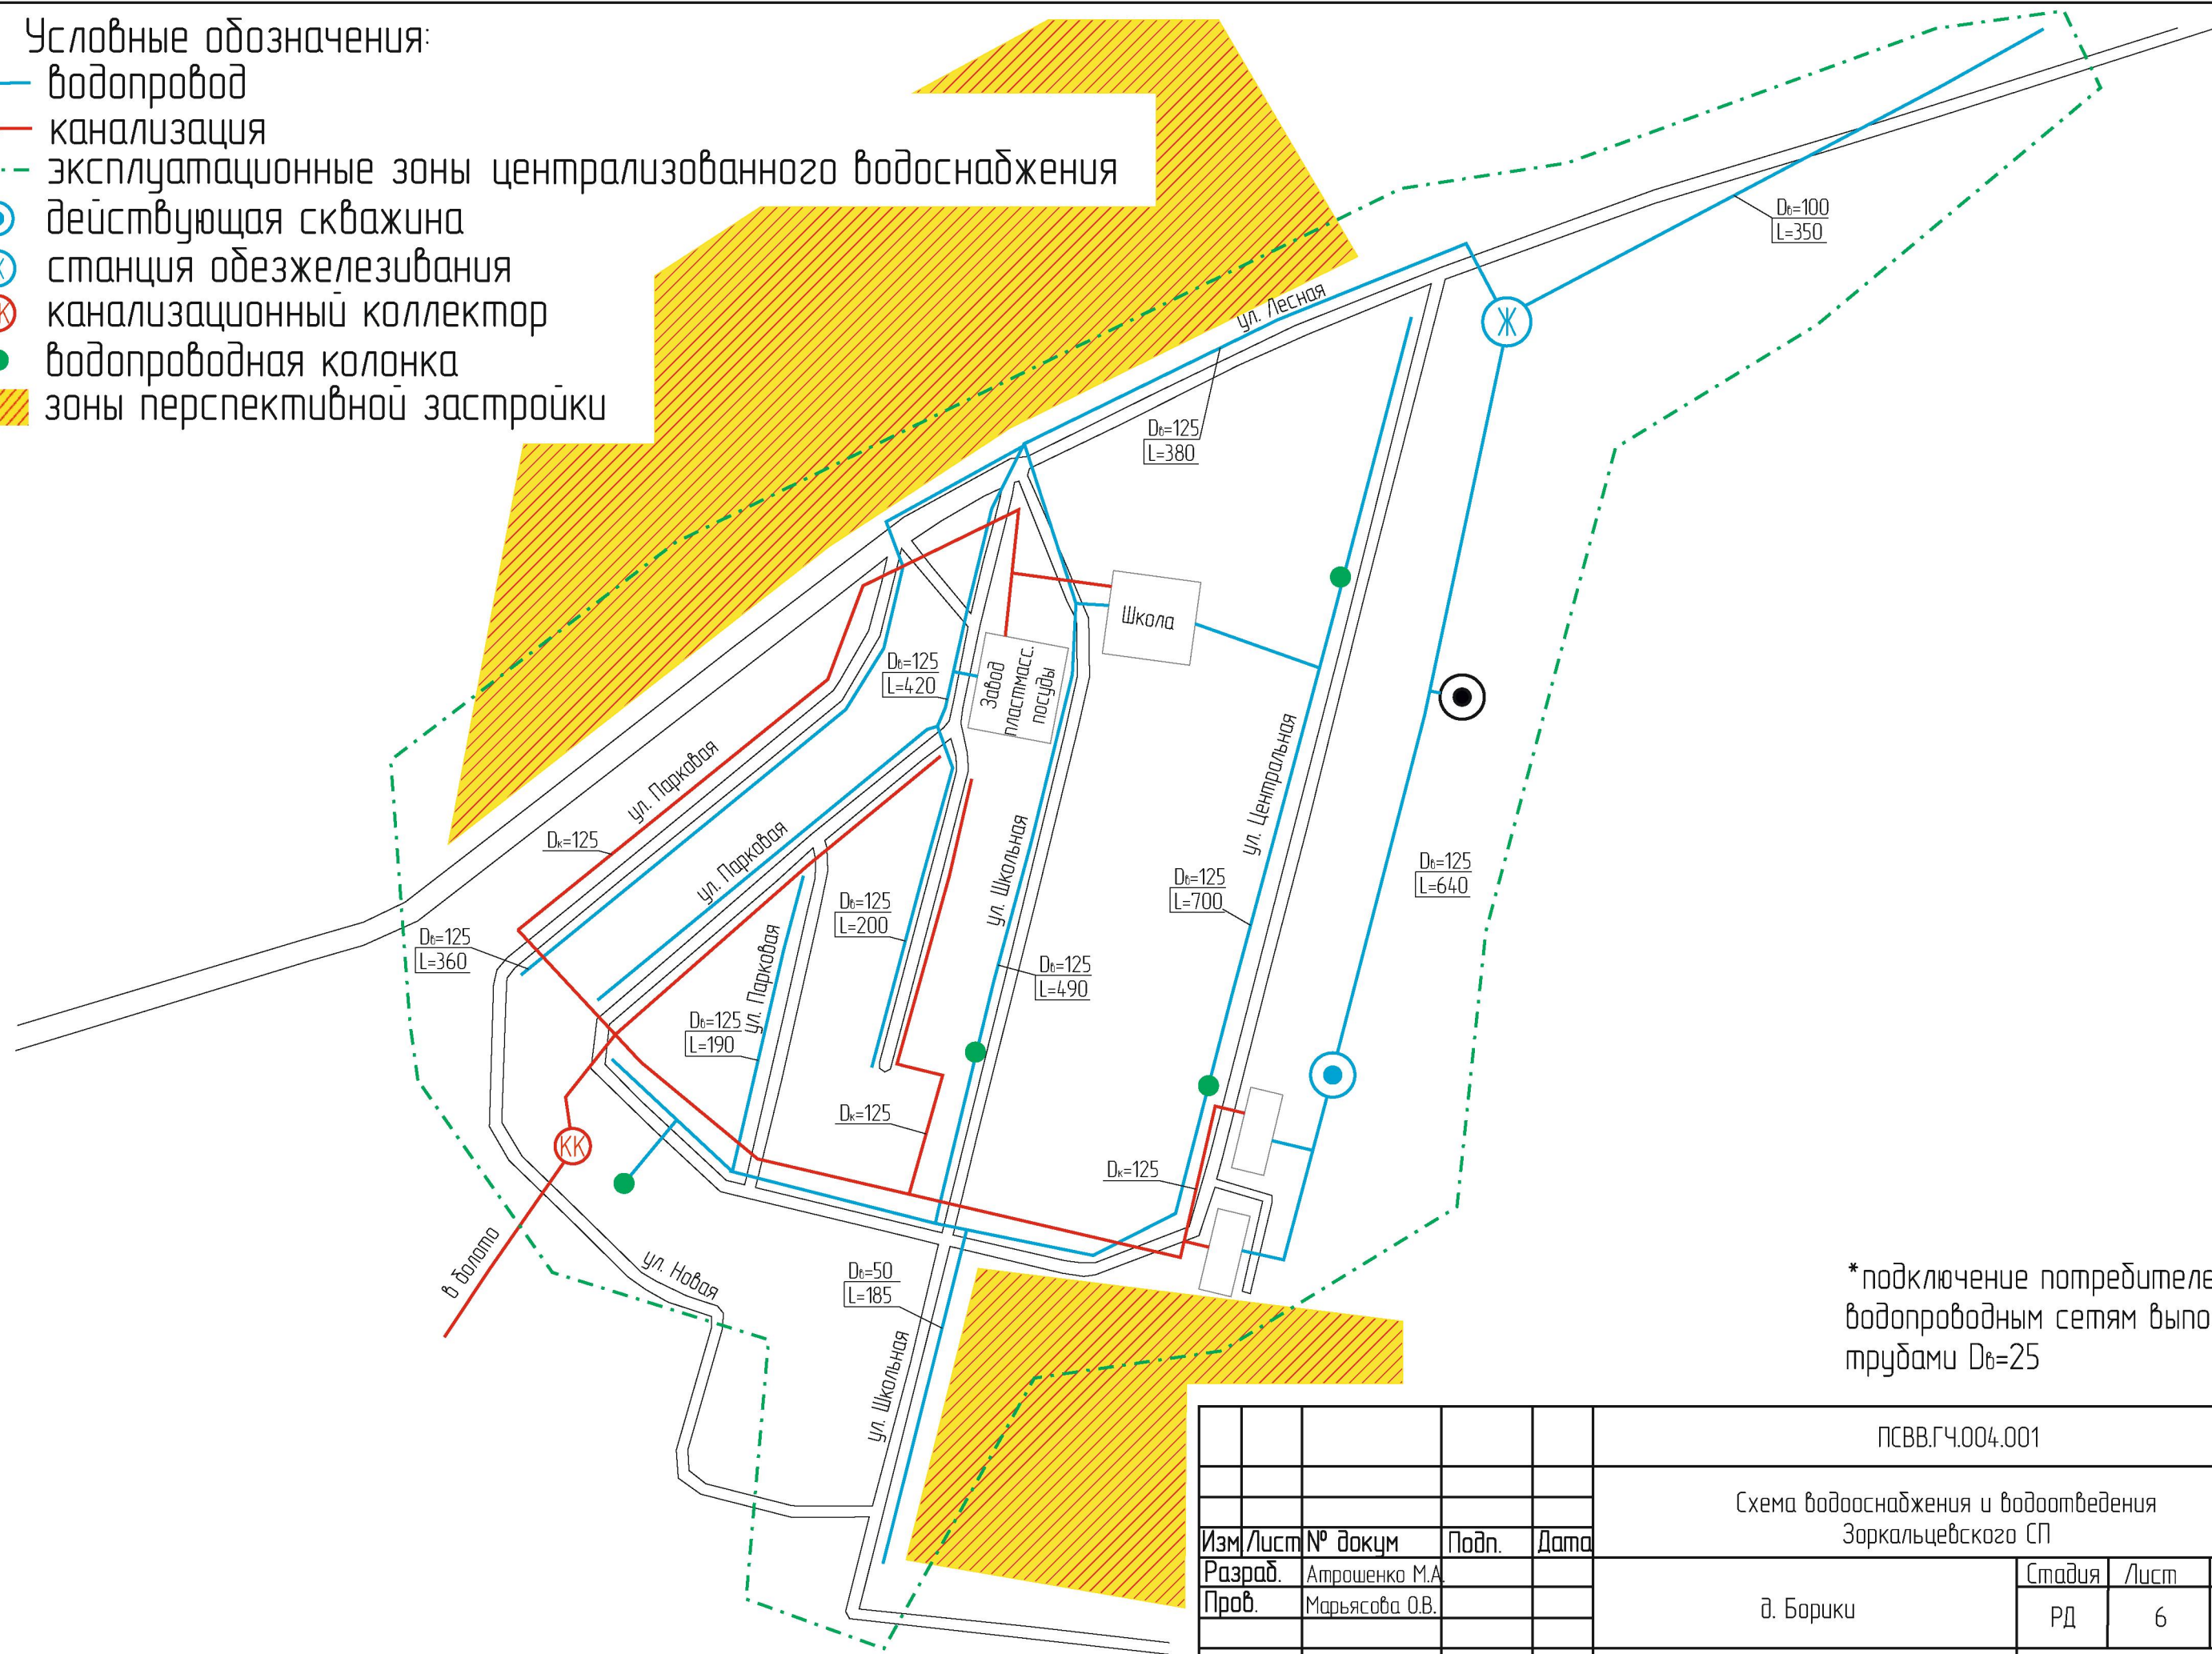 Условные обозначения:
водопровод
канализация
эксплуатационные зоны централизованного водоснабжения
действующая скважина
станция обезжелезивания
канализационный коллектор
водопроводная колонка
зоны перспективной застройки
Dв=100
L=350
Ж
ул. Лесная
Dв=125
L=380
Школа
Dв=125
L=420
Завод
пластмасс.
посуды
ул. Парковая
ул. Центральная
Dк=125
ул. Парковая
ул. Школьная
Dв=125
L=640
Dв=125
L=700
Dв=125
L=200
Dв=125
L=360
ул. Парковая
Dв=125
L=490
Dв=125
L=190
Dк=125
КК
Dк=125
в болото
ул. Новая
Dв=50
L=185
ул. Школьная
*подключение потребителе
водопроводным сетям выпо
трубами Dв=25
ПСВВ.ГЧ.004.001
Схема водооснабжения и водоотведения
Зоркальцевского СП
Изм Лист № докум Подп. Дата
Разраб. Атрошенко М.А.
Пров. Марьясова О.В.
д. Борики
Стадия Лист
РД 6